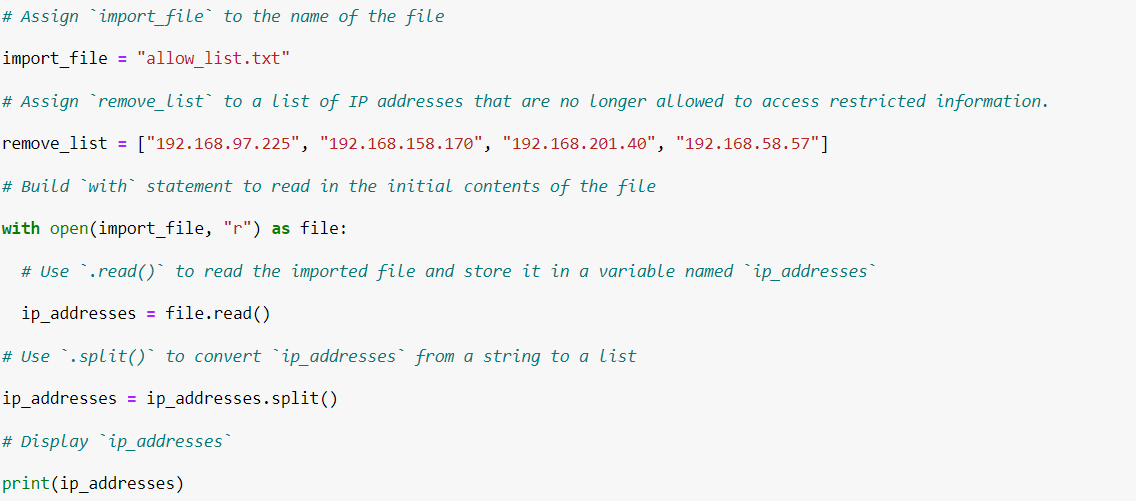 # Assign `import_file` to the name of the file
import_file = "allow_list.txt"
# Assign `remove_list` to a list of IP addresses that are no longer allowed to access restricted information.
remove_list = ["192.168.97.225", "192.168.158.170", "192.168.201.40", "192.168.58.57"]
# Build `with` statement to read in the initial contents of the file
with open(import_file, "r") as file:
  # Use `.read()` to read the imported file and store it in a variable named `ip_addresses`
  ip_addresses = file.read()
# Use `.split()` to convert `ip_addresses` from a string to a list
ip_addresses = ip_addresses.split()
# Display `ip_addresses`
print(ip_addresses)